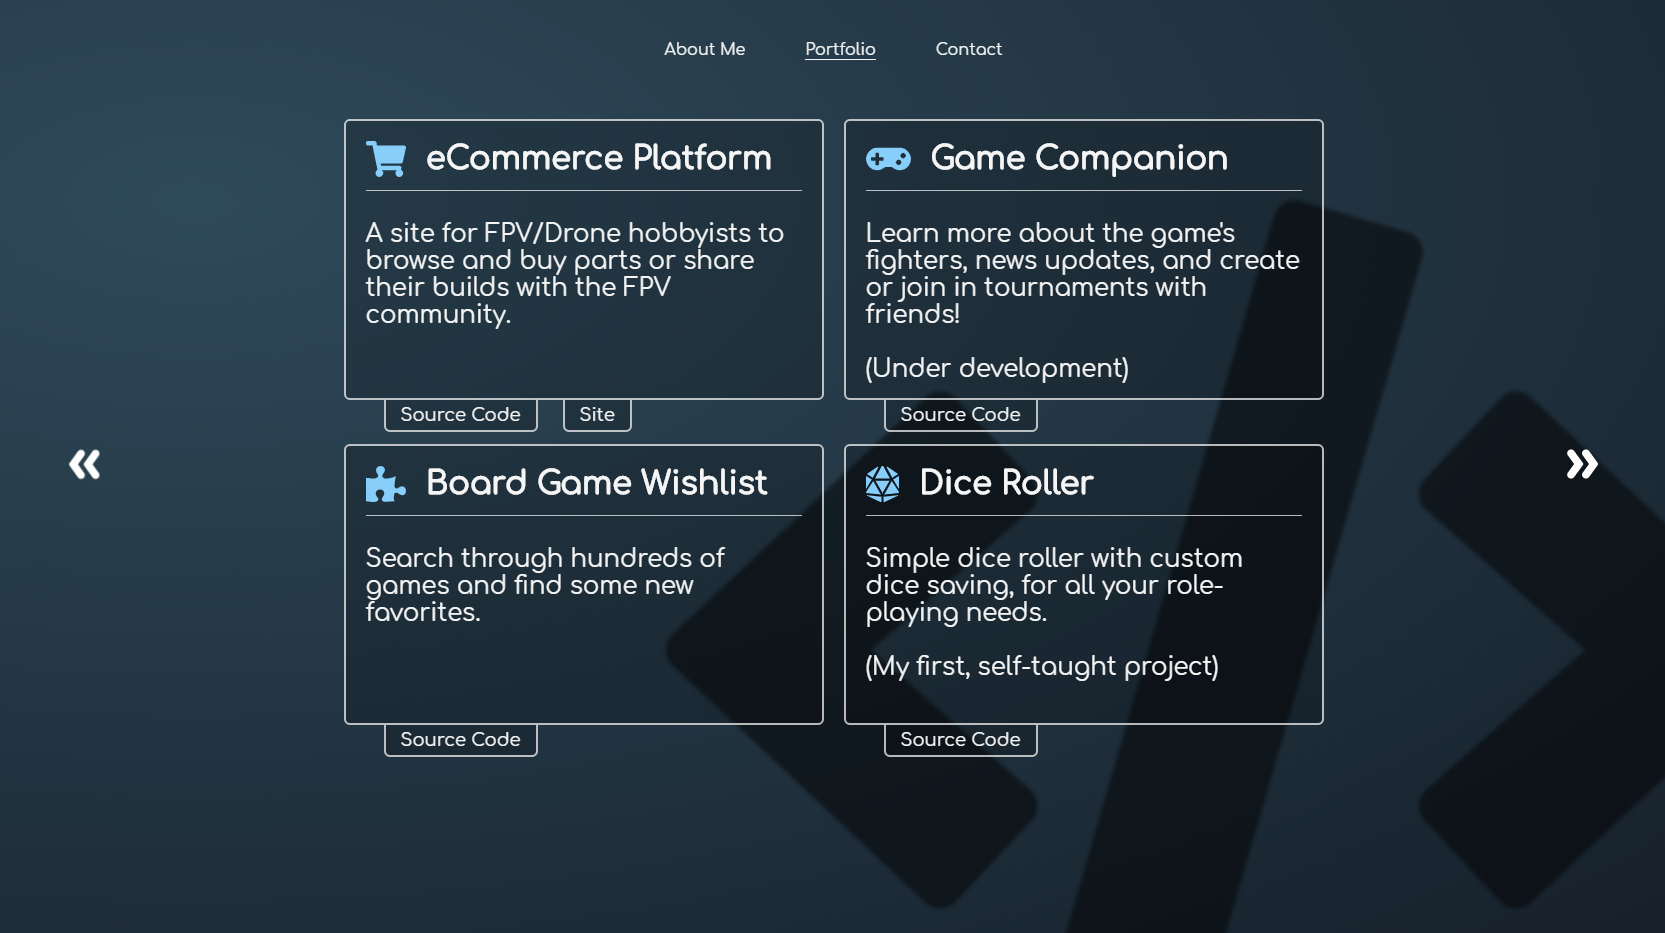 About Me
Portfolio
Contact
eCommerce Platform
A site for FPV/Drone hobbyists to
browse and buy parts or share
their builds with the FPV
community.
Source Code
Site
Game Companion
Learn more about the game's
fighters, news updates, and create
or join in tournaments with
friends!
(Under development)
Source Code
«
»
Board Game Wishlist
Search through hundreds of
games and find some new
favorites.
Source Code
Dice Roller
Simple dice roller with custom
dice saving, for all your role-
playing needs.
(My first, self-taught project)
Source Code